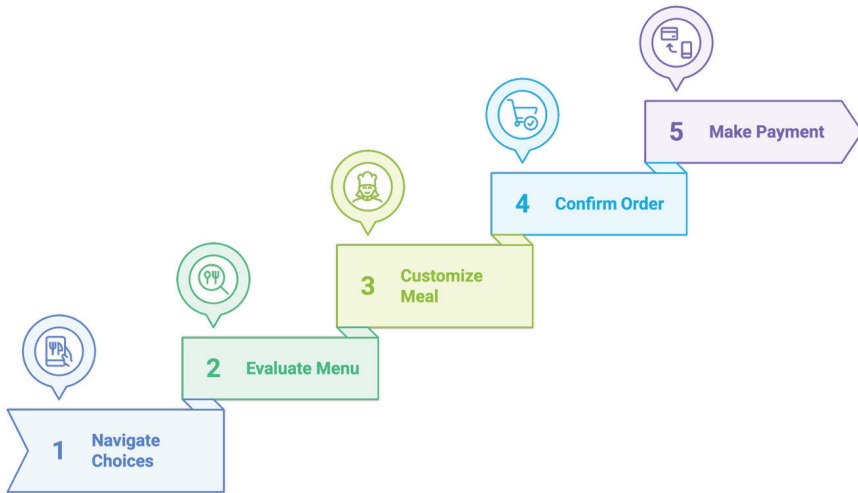 1
Navigate
Choices
2
Evaluate Menu
3
Customize
Meal
4
Confirm Order
5
Make Payment